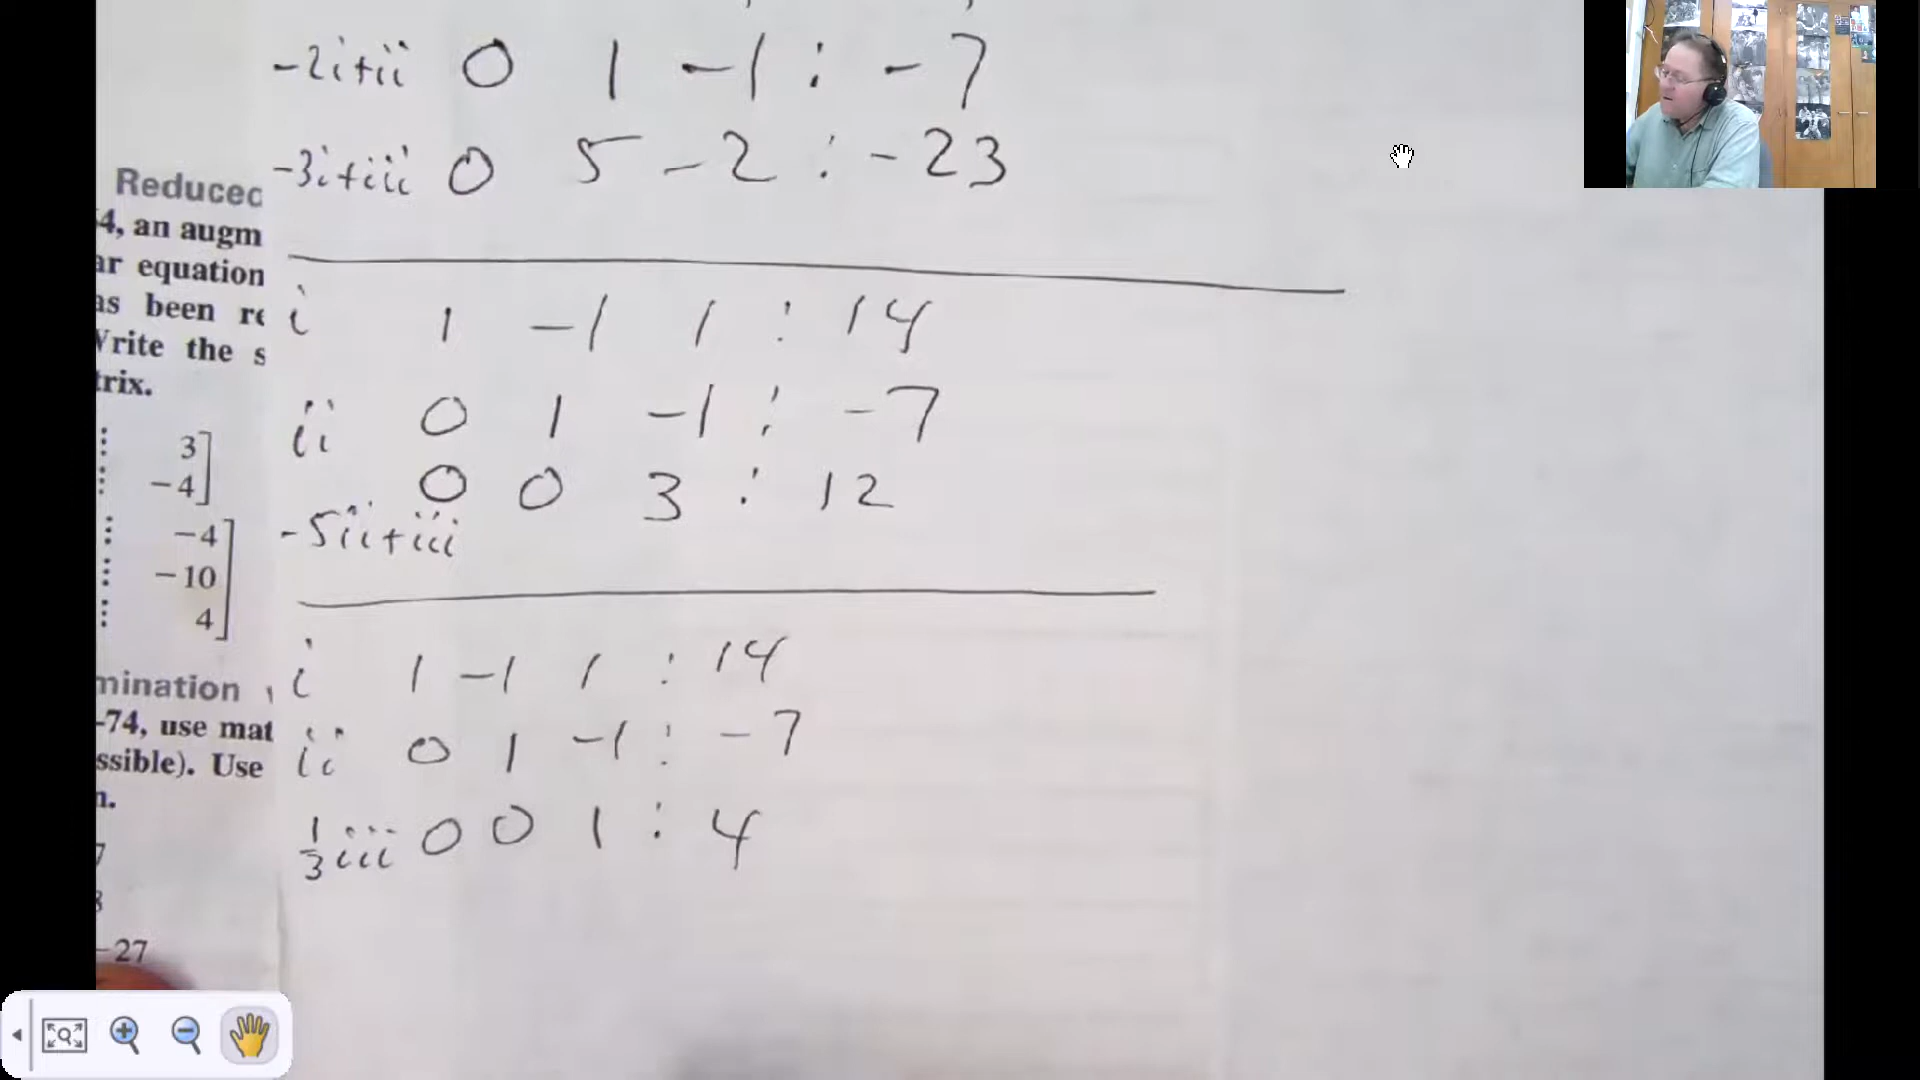 -2i+ii 0 1 -1 : -7
-3i+iii 0 5 -2 : -23
i 1 -1 1 : 14
ii 0 1 -1 : -7
0 0 3 : 12
-5ii+iii
i 1 -1 1 : 14
ii 0 1 -1 : -7
1/3 iii 0 0 1 : 4
Reduced
4, an augm
ar equation
as been re
Write the s
trix.
⋮ 3]
⋮ -4]
⋮ -4]
⋮ -10
⋮ 4]
mination
-74, use mat
ssible). Use
n.
7
-27